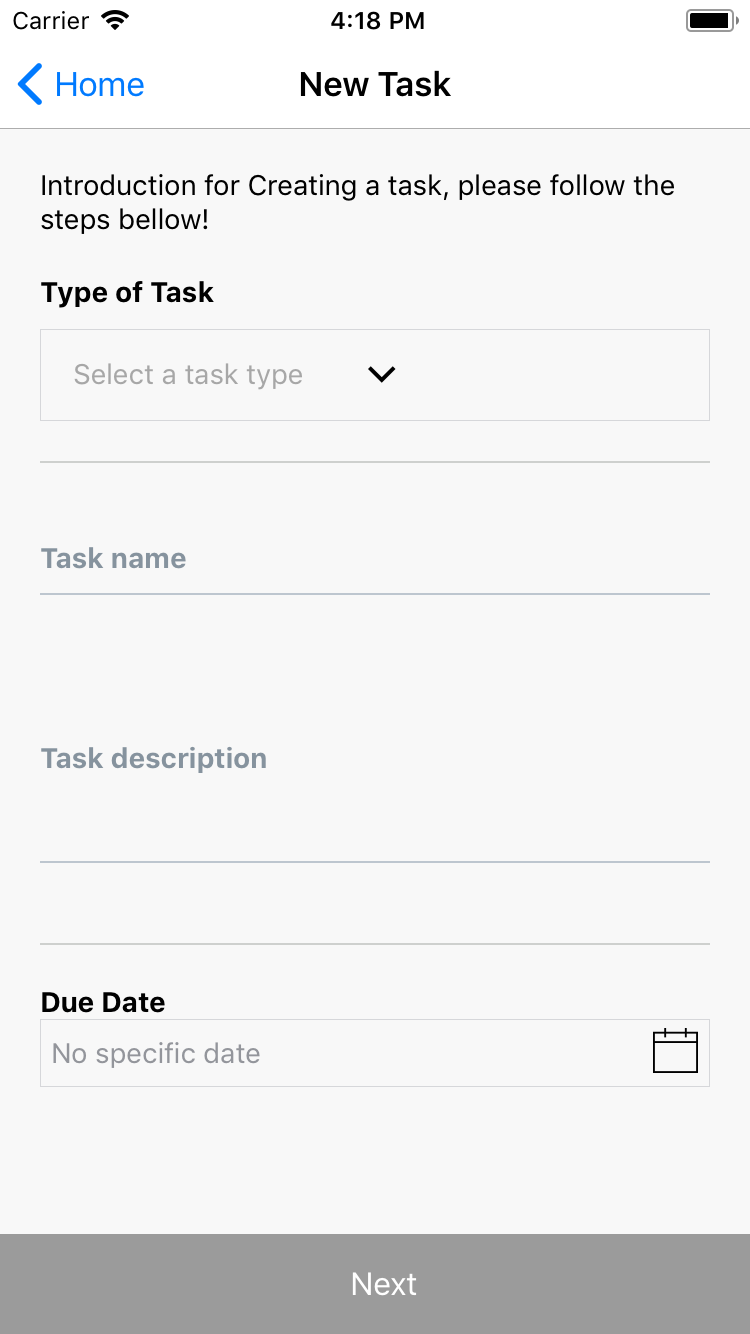 Carrier 4:18 PM
Home New Task
Introduction for Creating a task, please follow the
steps bellow!
Type of Task
Select a task type
Task name
Task description
Due Date
No specific date
Next